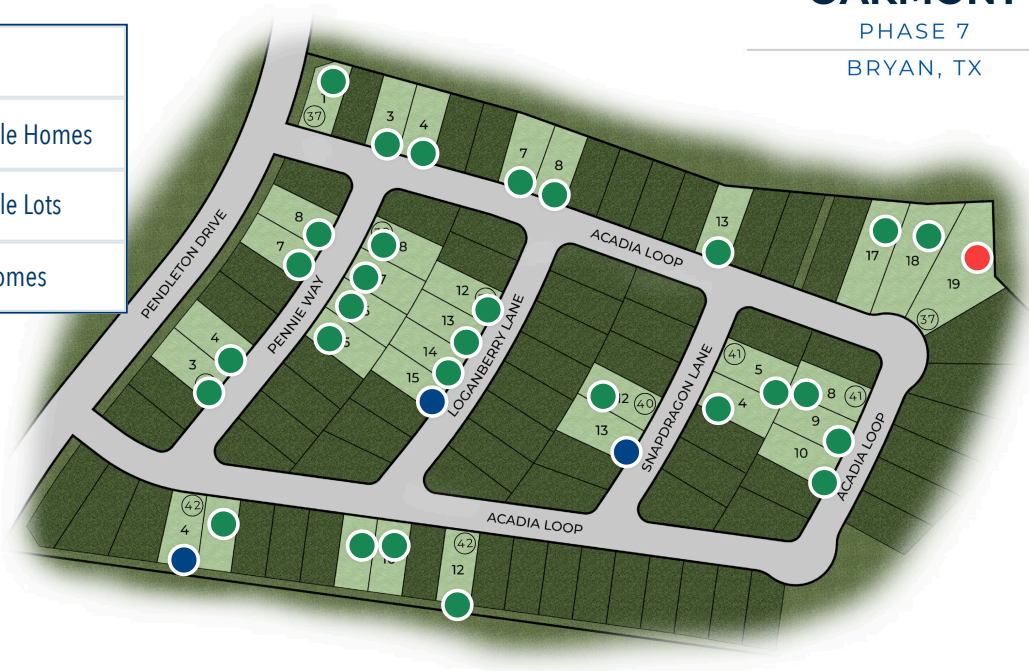 PHASE 7
BRYAN, TX
le Homes
le Lots
omes
1
37
3
4
7
8
13
17
18
19
37
ACADIA LOOP
PENDLETON DRIVE
PENNIE WAY
LOGANBERRY LANE
SNAPDRAGON LANE
ACADIA LOOP
ACADIA LOOP
8
7
4
3
8
12
13
14
15
12
40
13
41
5
4
8
41
9
10
42
4
42
12